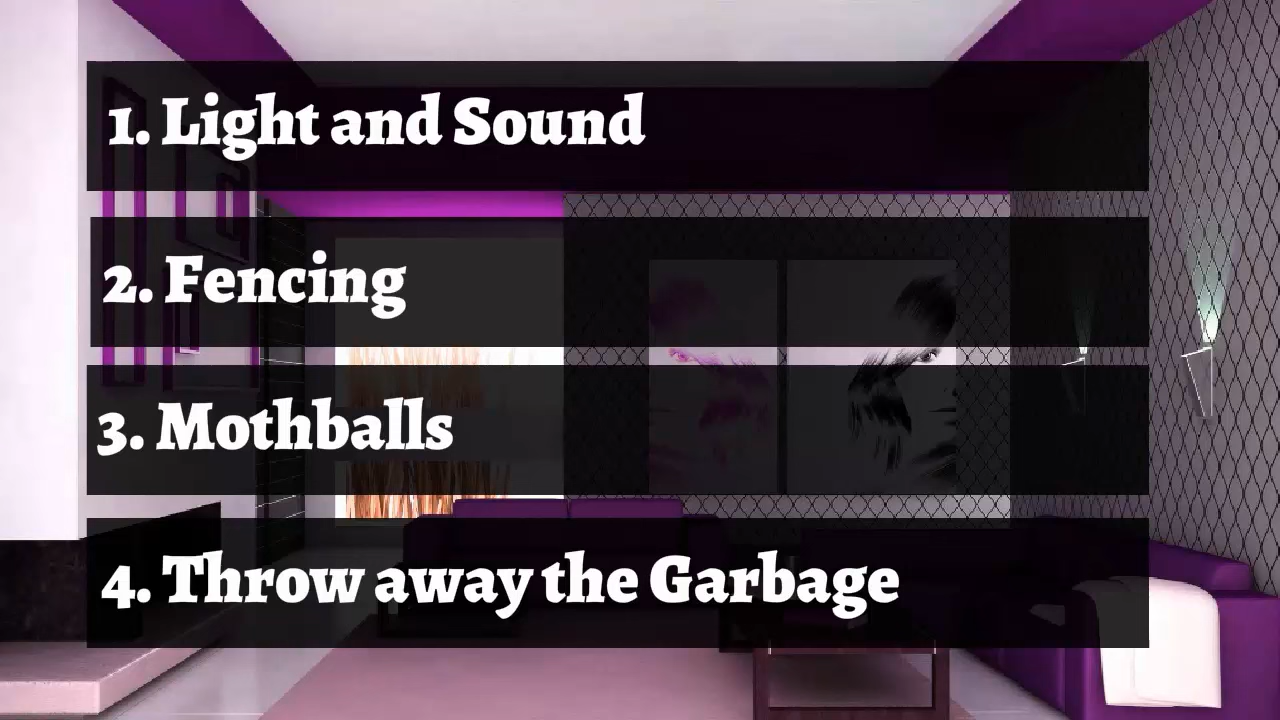 1. Light and Sound
2. Fencing
3. Mothballs
4. Throw away the Garbage